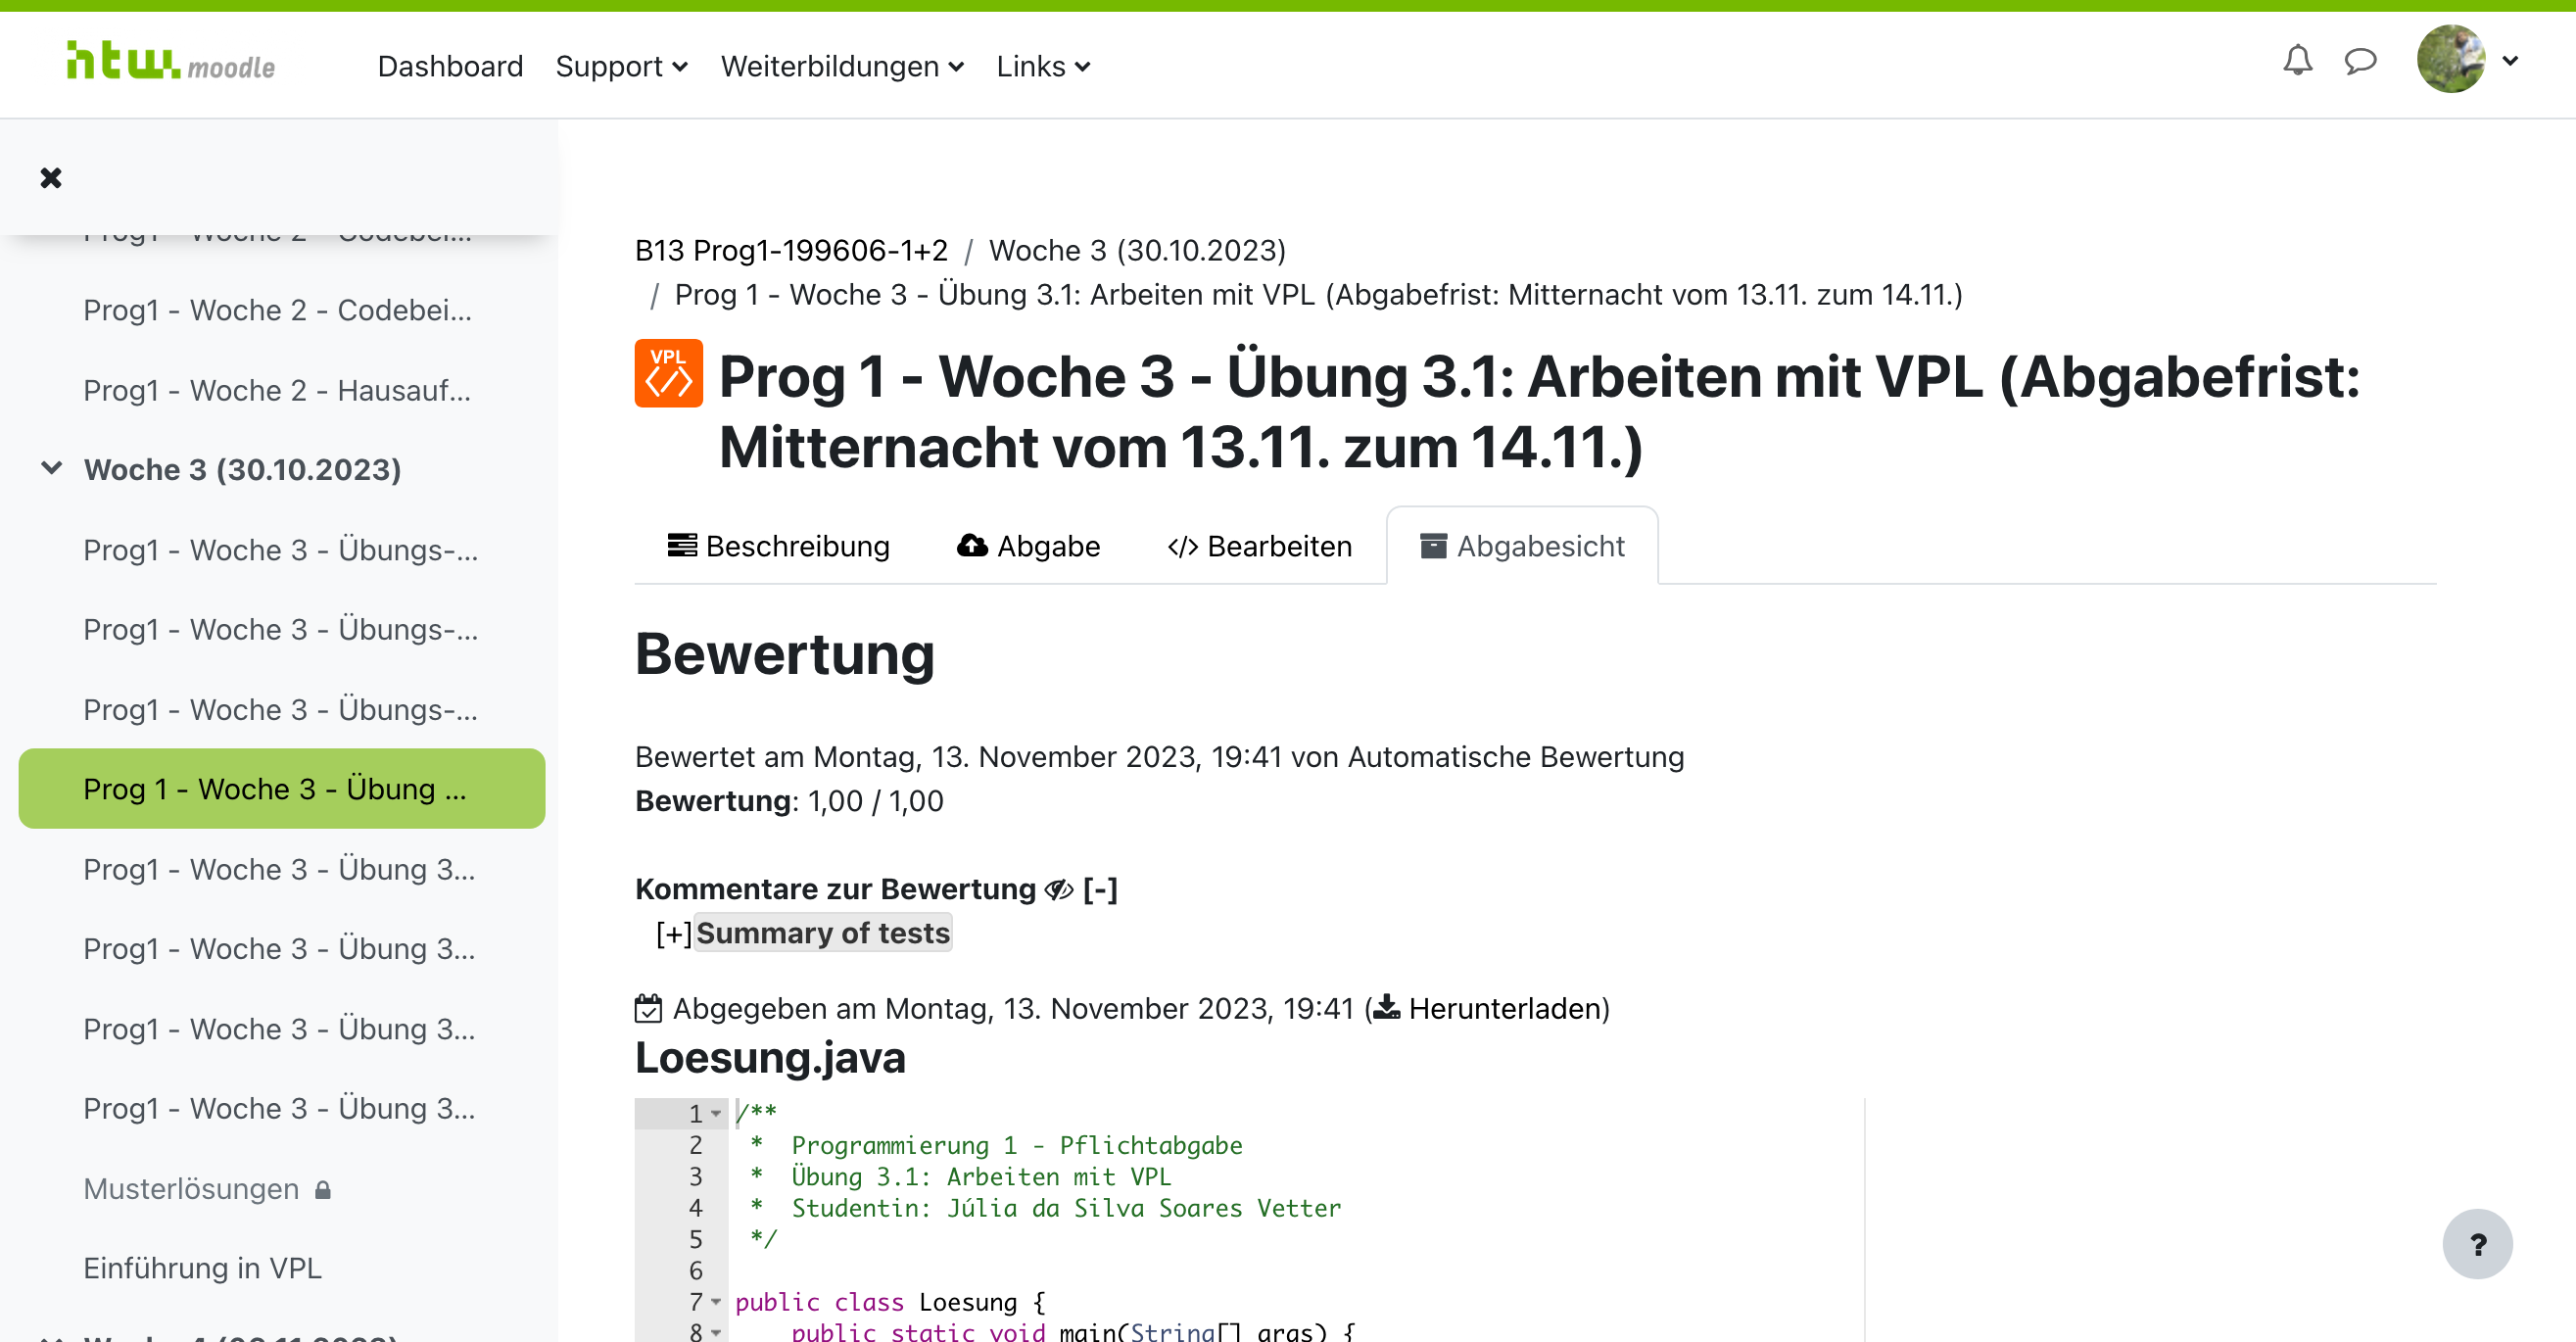 htw. moodle
Dashboard Support Weiterbildungen Links
Prog1 - Woche 2 - Codebei...
Prog1 - Woche 2 - Codebei...
Prog1 - Woche 2 - Hausauf...
Woche 3 (30.10.2023)
Prog1 - Woche 3 - Übungs-...
Prog1 - Woche 3 - Übungs-...
Prog1 - Woche 3 - Übungs-...
Prog 1 - Woche 3 - Übung ...
Prog1 - Woche 3 - Übung 3...
Prog1 - Woche 3 - Übung 3...
Prog1 - Woche 3 - Übung 3...
Prog1 - Woche 3 - Übung 3...
Musterlösungen
Einführung in VPL
B13 Prog1-199606-1+2 / Woche 3 (30.10.2023)
/ Prog 1 - Woche 3 - Übung 3.1: Arbeiten mit VPL (Abgabefrist: Mitternacht vom 13.11. zum 14.11.)
VPL
Prog 1 - Woche 3 - Übung 3.1: Arbeiten mit VPL (Abgabefrist:
Mitternacht vom 13.11. zum 14.11.)
Beschreibung Abgabe </> Bearbeiten Abgabesicht
Bewertung
Bewertet am Montag, 13. November 2023, 19:41 von Automatische Bewertung
Bewertung: 1,00 / 1,00
Kommentare zur Bewertung [-]
[+]Summary of tests
Abgegeben am Montag, 13. November 2023, 19:41 (Herunterladen)
Loesung.java
1 /**
2 * Programmierung 1 - Pflichtabgabe
3 * Übung 3.1: Arbeiten mit VPL
4 * Studentin: Júlia da Silva Soares Vetter
5 */
6
7 public class Loesung {
8 public static void main(String[] args) {
?